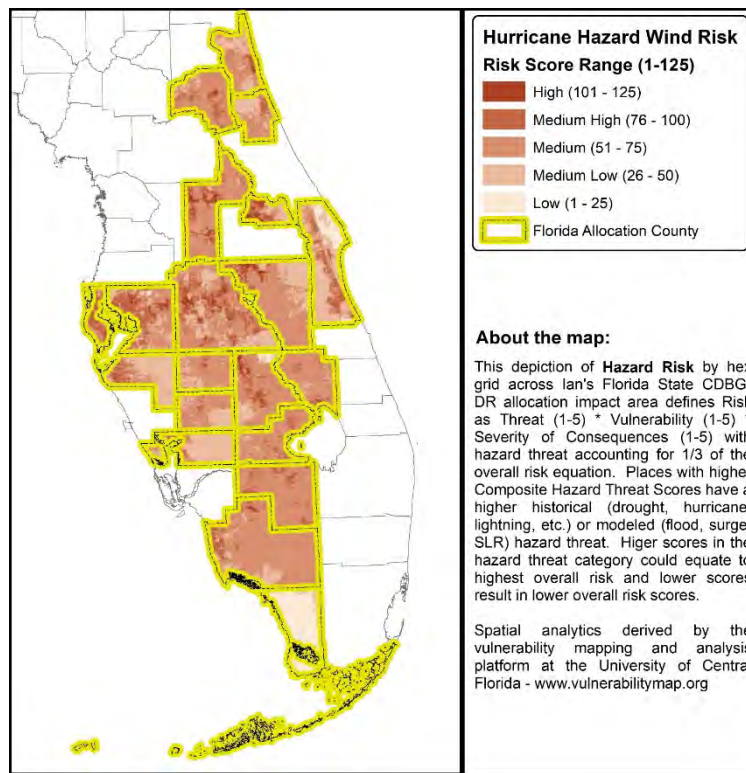 Hurricane Hazard Wind Risk
Risk Score Range (1-125)
High (101 - 125)
Medium High (76 - 100)
Medium (51 - 75)
Medium Low (26 - 50)
Low (1 - 25)
Florida Allocation County
About the map:
This depiction of Hazard Risk by hex
grid across Ian's Florida State CDBG-
DR allocation impact area defines Risk
as Threat (1-5) * Vulnerability (1-5) *
Severity of Consequences (1-5) with
hazard threat accounting for 1/3 of the
overall risk equation. Places with higher
Composite Hazard Threat Scores have a
higher historical (drought, hurricane,
lightning, etc.) or modeled (flood, surge,
SLR) hazard threat. Higer scores in the
hazard threat category could equate to
highest overall risk and lower scores
result in lower overall risk scores.
Spatial analytics derived by the
vulnerability mapping and analysis
platform at the University of Central
Florida - www.vulnerabilitymap.org